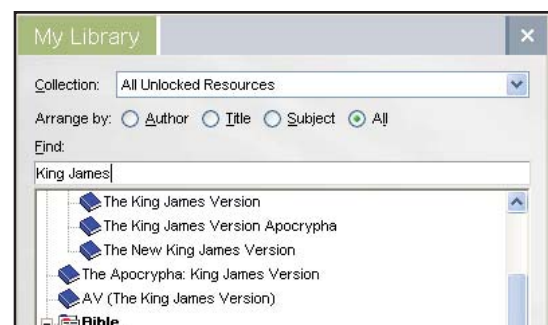 My Library
Collection: All Unlocked Resources
Arrange by: Author Title Subject All
Find:
King James
The King James Version
The King James Version Apocrypha
The New King James Version
The Apocrypha: King James Version
AV (The King James Version)
Bible